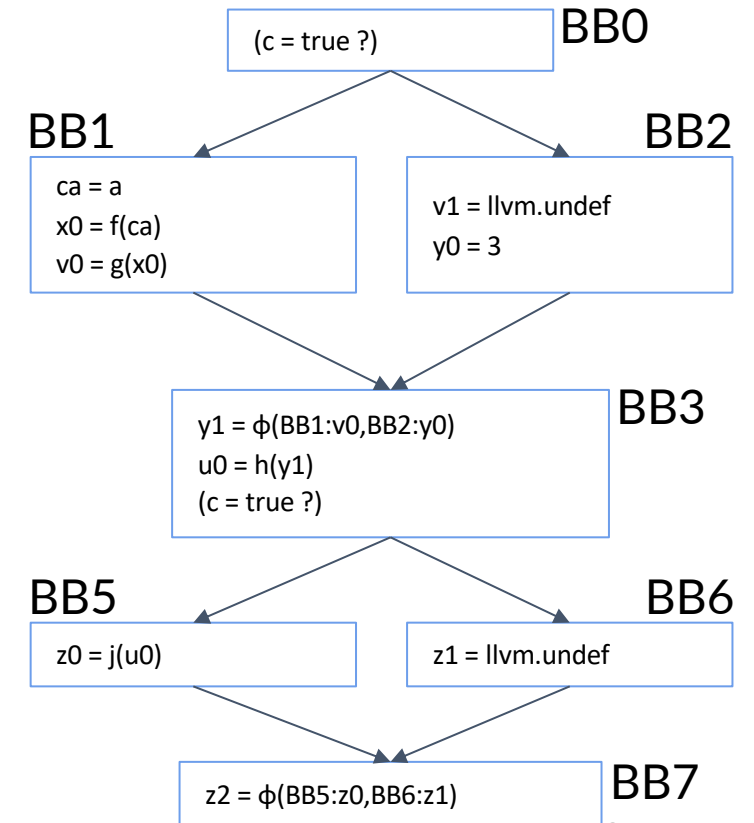 (c = true ?)
BB0
BB1
BB2
ca = a
x0 = f(ca)
v0 = g(x0)
v1 = llvm.undef
y0 = 3
BB3
y1 = ф(BB1:v0,BB2:y0)
u0 = h(y1)
(c = true ?)
BB5
BB6
z0 = j(u0)
z1 = llvm.undef
BB7
z2 = ф(BB5:z0,BB6:z1)